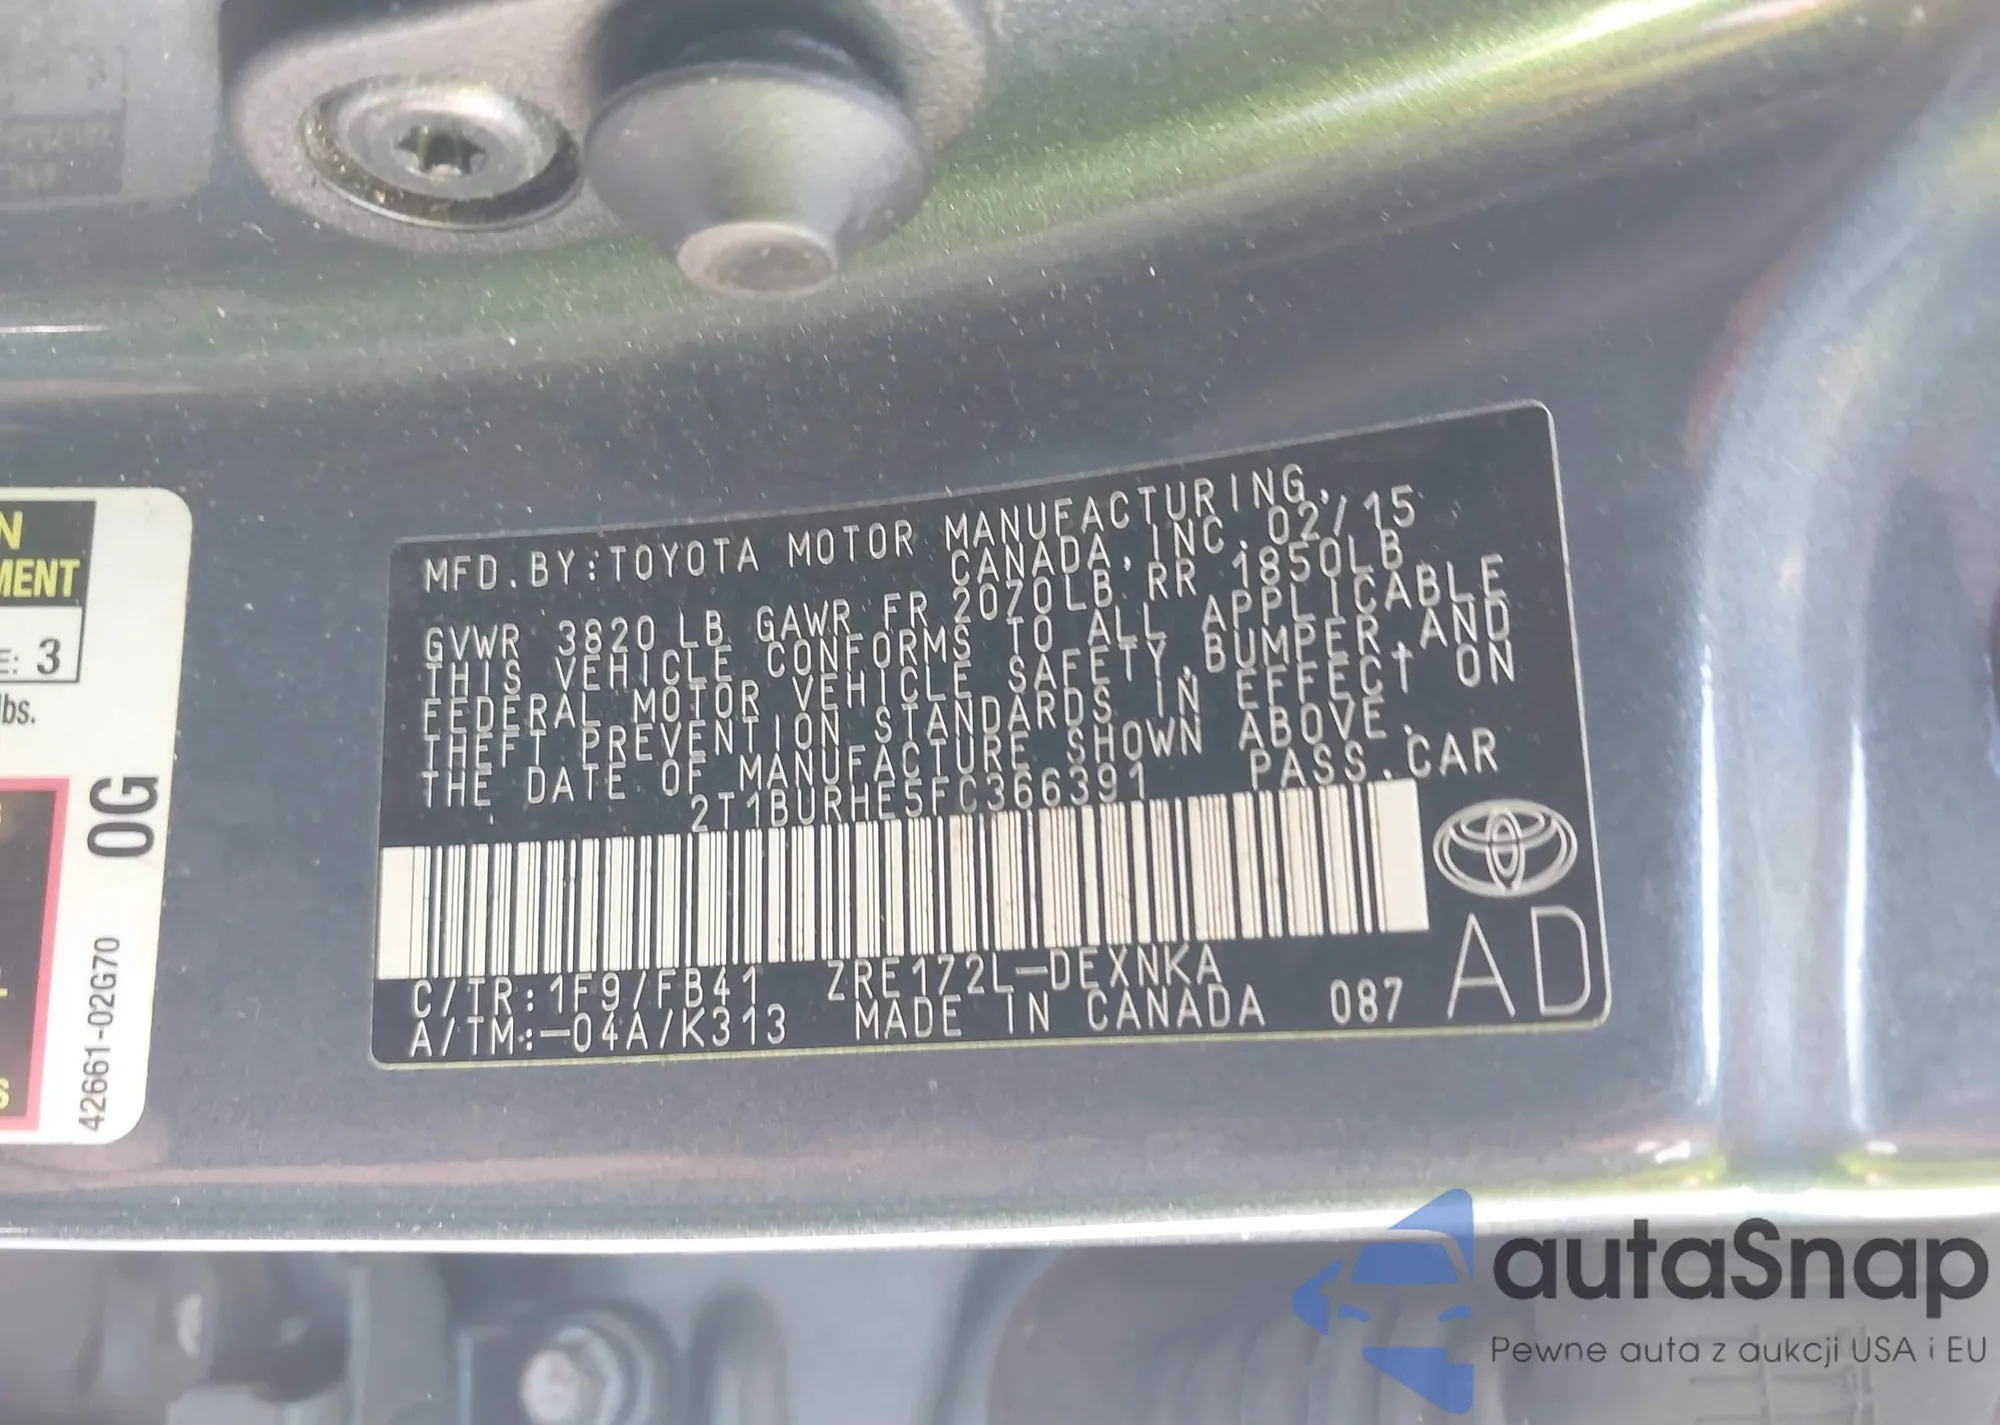 N
MENT
E: 3
lbs.
0G
42661-02G70
S
MFD.BY:TOYOTA MOTOR MANUFACTURING,
CANADA, INC. 02/15
GVWR 3820 LB GAWR FR 2070LB RR 1850LB
THIS VEHICLE CONFORMS TO ALL APPLICABLE
FEDERAL MOTOR VEHICLE SAFETY,BUMPER,AND
THEFT PREVENTION STANDARDS IN EFFECT ON
THE DATE OF MANUFACTURE SHOWN ABOVE.
2T1BURHE5FC366391 PASS.CAR
C/TR:1F9/FB41 ZRE172L-DEXNKA
A/TM:-04A/K313 MADE IN CANADA 087
AD
autaSnap
Pewne auta z aukcji USA i EU